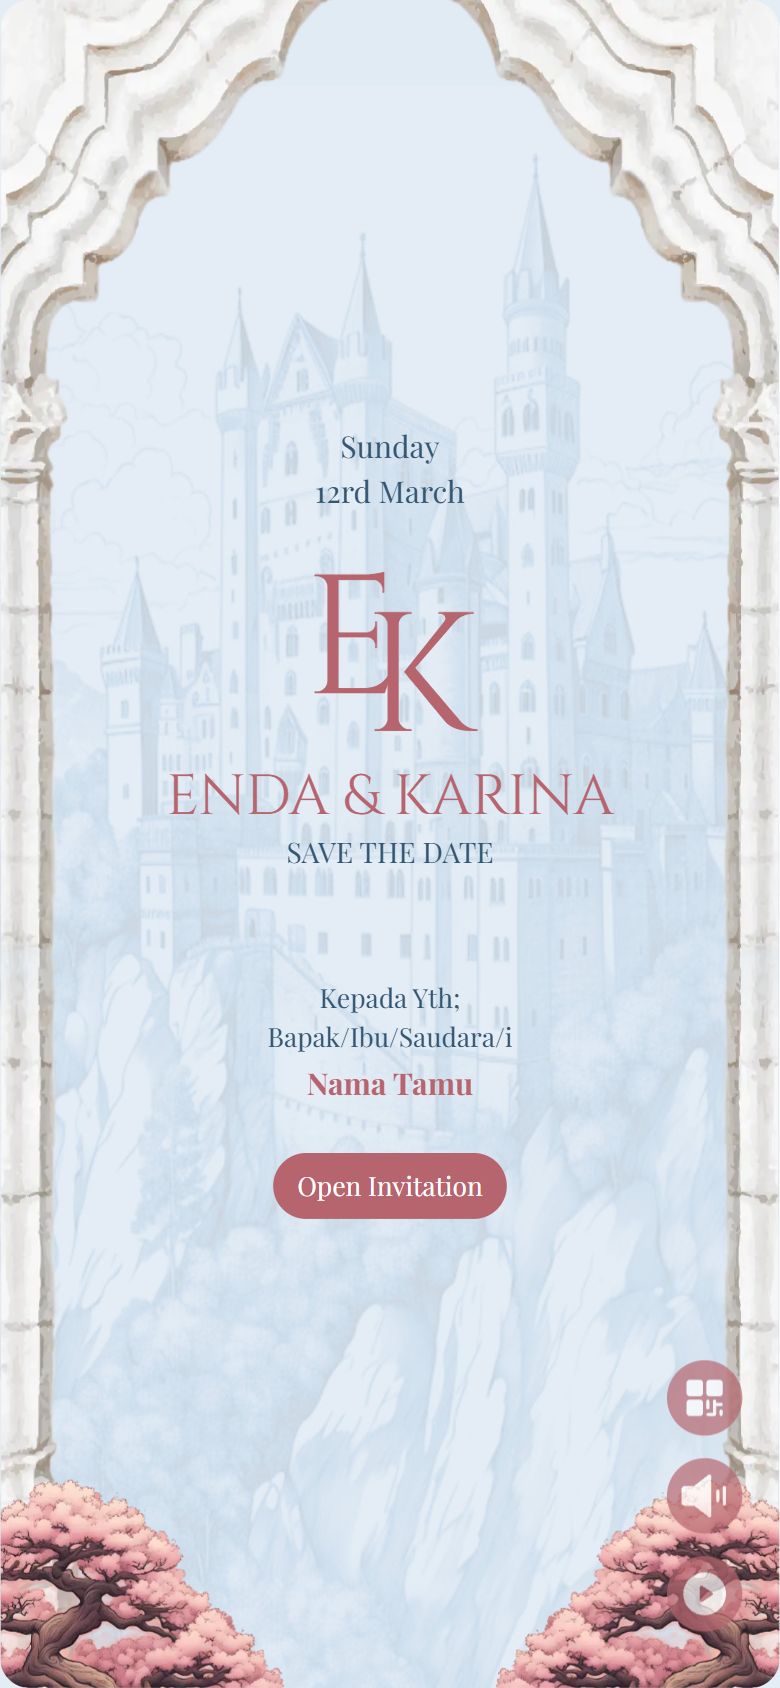 Sunday
12rd March
EK
ENDA & KARINA
SAVE THE DATE
Kepada Yth;
Bapak/Ibu/Saudara/i
Nama Tamu
Open Invitation